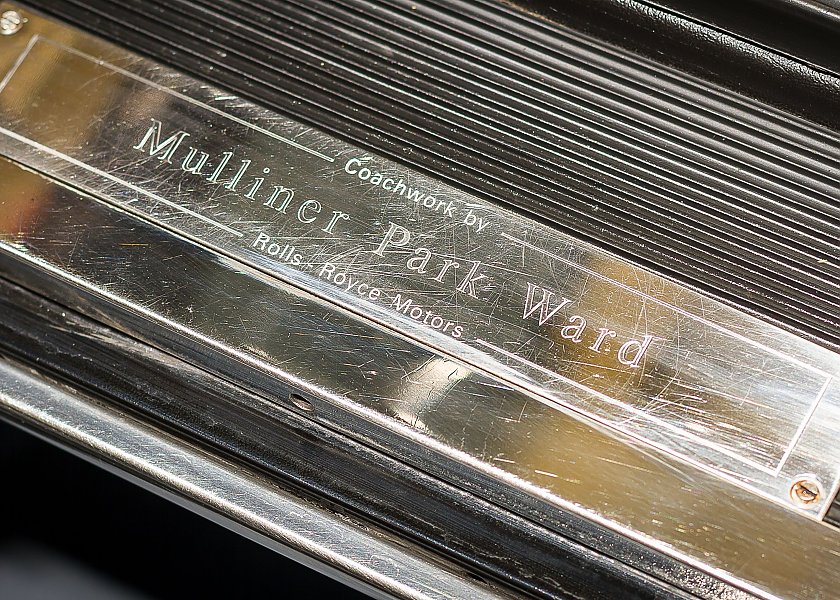 Coachwork by
Mulliner Park Ward
Rolls-Royce Motors